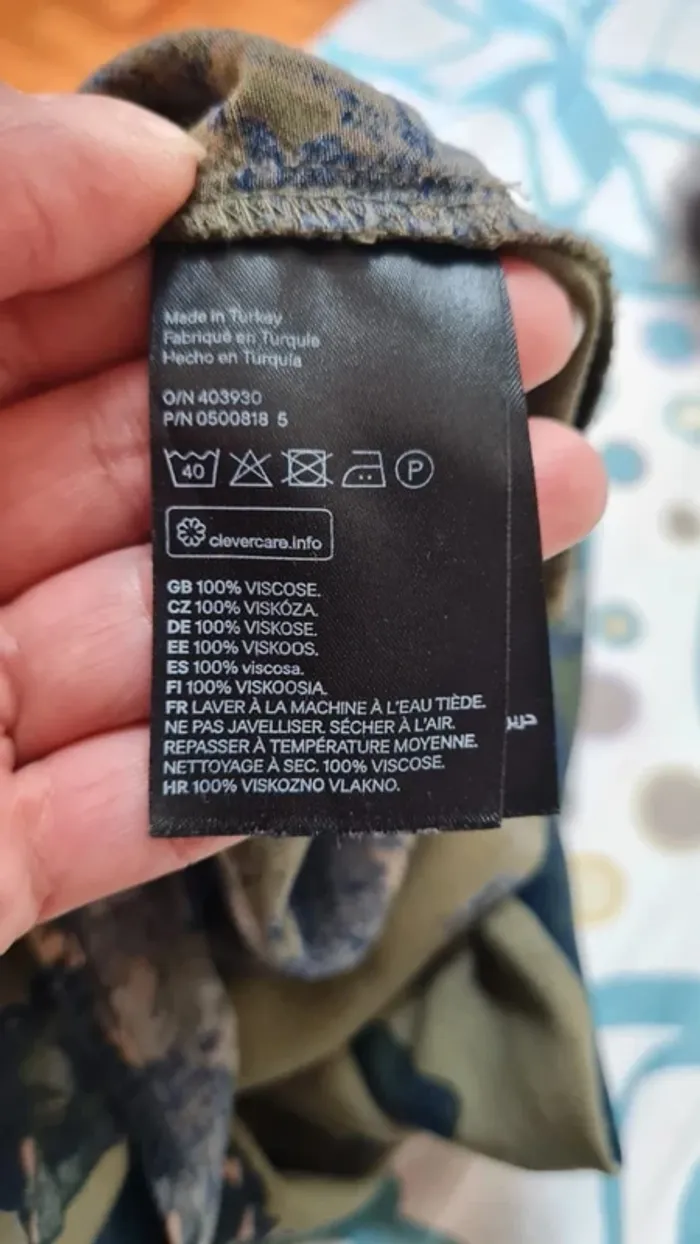 Made in Turkey
Fabriqué en Turquie
Hecho en Turquía
O/N 403930
P/N 0500818 5
40
P
clevercare.info
GB 100% VISCOSE.
CZ 100% VISKÓZA.
DE 100% VISKOSE.
EE 100% VISKOOS.
ES 100% viscosa.
FI 100% VISKOOSIA.
FR LAVER À LA MACHINE À L'EAU TIÈDE.
NE PAS JAVELLISER. SÉCHER À L'AIR.
REPASSER À TEMPÉRATURE MOYENNE.
NETTOYAGE À SEC. 100% VISCOSE.
HR 100% VISKOZNO VLAKNO.